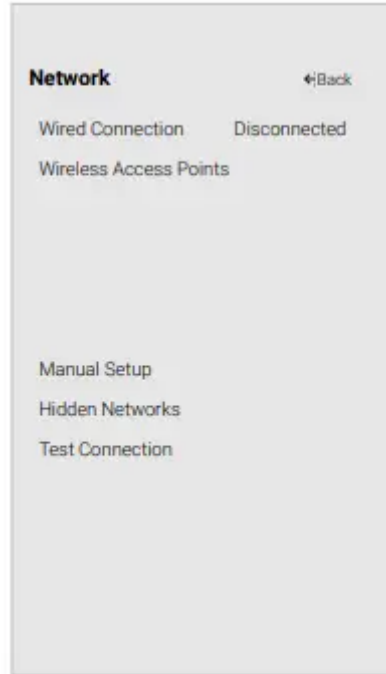 Network Back
Wired Connection Disconnected
Wireless Access Points
Manual Setup
Hidden Networks
Test Connection